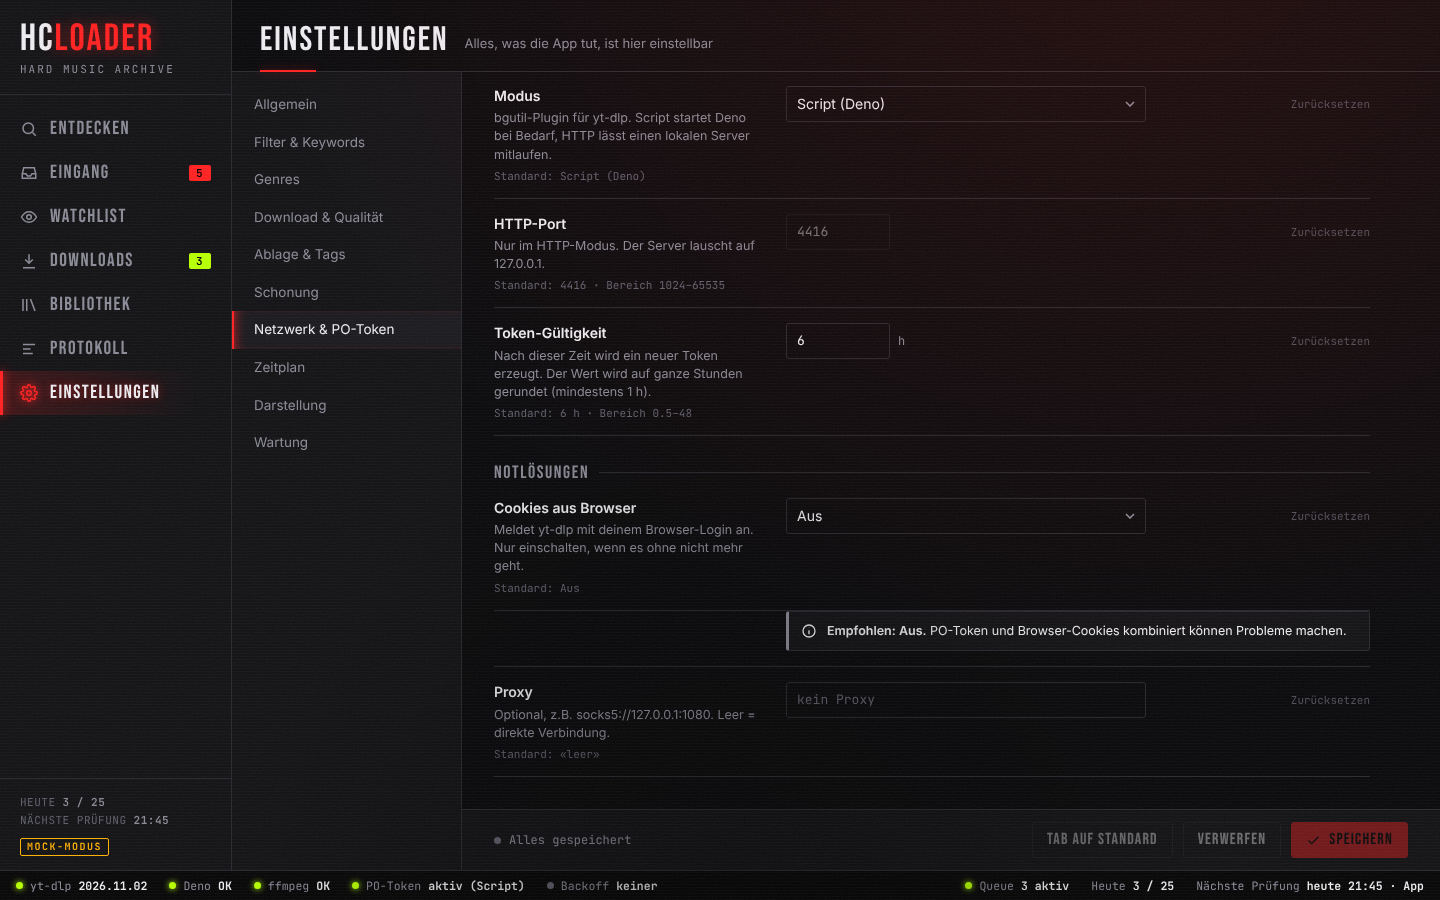 HCLOADER
HARD MUSIC ARCHIVE
ENTDECKEN
EINGANG 5
WATCHLIST
DOWNLOADS 3
BIBLIOTHEK
PROTOKOLL
EINSTELLUNGEN
HEUTE 3 / 25
NÄCHSTE PRÜFUNG 21:45
MOCK-MODUS
EINSTELLUNGEN Alles, was die App tut, ist hier einstellbar
Allgemein
Filter & Keywords
Genres
Download & Qualität
Ablage & Tags
Schonung
Netzwerk & PO-Token
Zeitplan
Darstellung
Wartung
Modus
bgutil-Plugin für yt-dlp. Script startet Deno
bei Bedarf, HTTP lässt einen lokalen Server
mitlaufen.
Standard: Script (Deno)
Script (Deno)
Zurücksetzen
HTTP-Port
Nur im HTTP-Modus. Der Server lauscht auf
127.0.0.1.
Standard: 4416 · Bereich 1024–65535
4416
Zurücksetzen
Token-Gültigkeit
Nach dieser Zeit wird ein neuer Token
erzeugt. Der Wert wird auf ganze Stunden
gerundet (mindestens 1 h).
Standard: 6 h · Bereich 0.5–48
6 h
Zurücksetzen
NOTLÖSUNGEN
Cookies aus Browser
Meldet yt-dlp mit deinem Browser-Login an.
Nur einschalten, wenn es ohne nicht mehr
geht.
Standard: Aus
Aus
Zurücksetzen
Empfohlen: Aus. PO-Token und Browser-Cookies kombiniert können Probleme machen.
Proxy
Optional, z.B. socks5://127.0.0.1:1080. Leer =
direkte Verbindung.
Standard: «leer»
kein Proxy
Zurücksetzen
Alles gespeichert
TAB AUF STANDARD
VERWERFEN
SPEICHERN
yt-dlp 2026.11.02 Deno OK ffmpeg OK PO-Token aktiv (Script) Backoff keiner Queue 3 aktiv Heute 3 / 25 Nächste Prüfung heute 21:45 · App